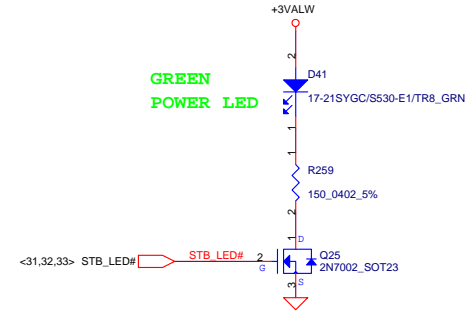 +3VALW
2
D41
GREEN
POWER LED
17-21SYGC/S530-E1/TR8_GRN
1
1
R259
150_0402_5%
2
1 D
<31,32,33> STB_LED# STB_LED# 2 G Q25
2N7002_SOT23
3 S